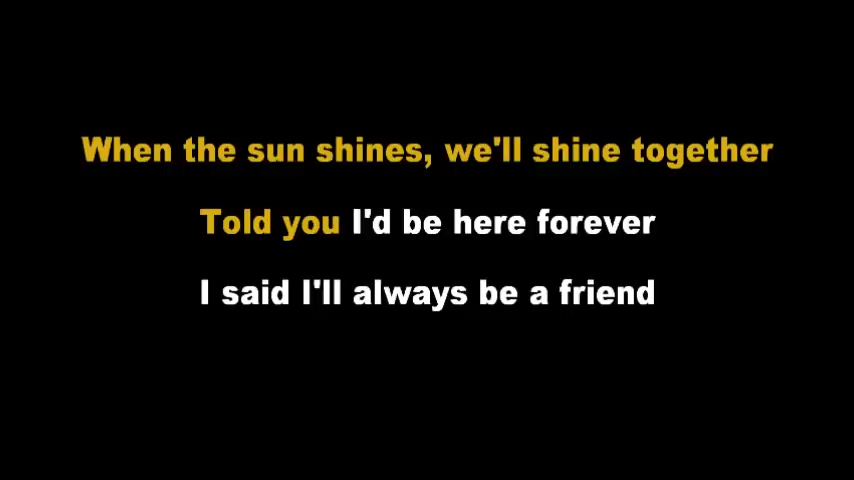 When the sun shines, we'll shine together
Told you I'd be here forever
I said I'll always be a friend